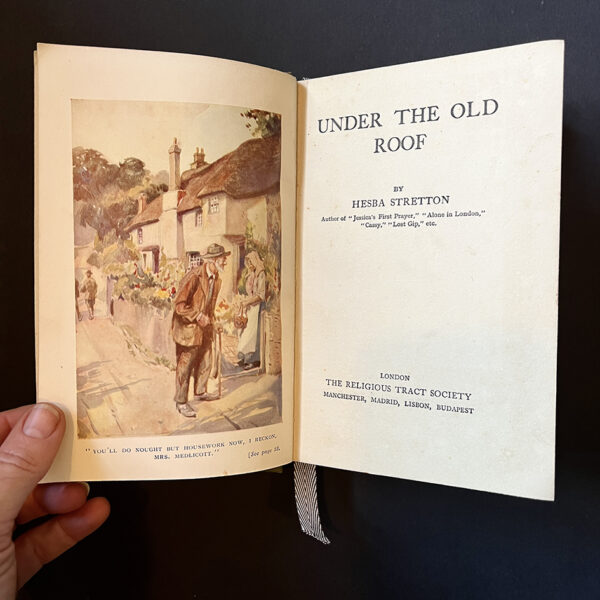 "YOU'LL DO NOUGHT BUT HOUSEWORK NOW, I RECKON,
MRS. MEDLICOTT."
[See page 55.
UNDER THE OLD
ROOF
BY
HESBA STRETTON
Author of "Jessica's First Prayer," "Alone in London,"
"Cassy," "Lost Gip," etc.
LONDON
THE RELIGIOUS TRACT SOCIETY
MANCHESTER, MADRID, LISBON, BUDAPEST